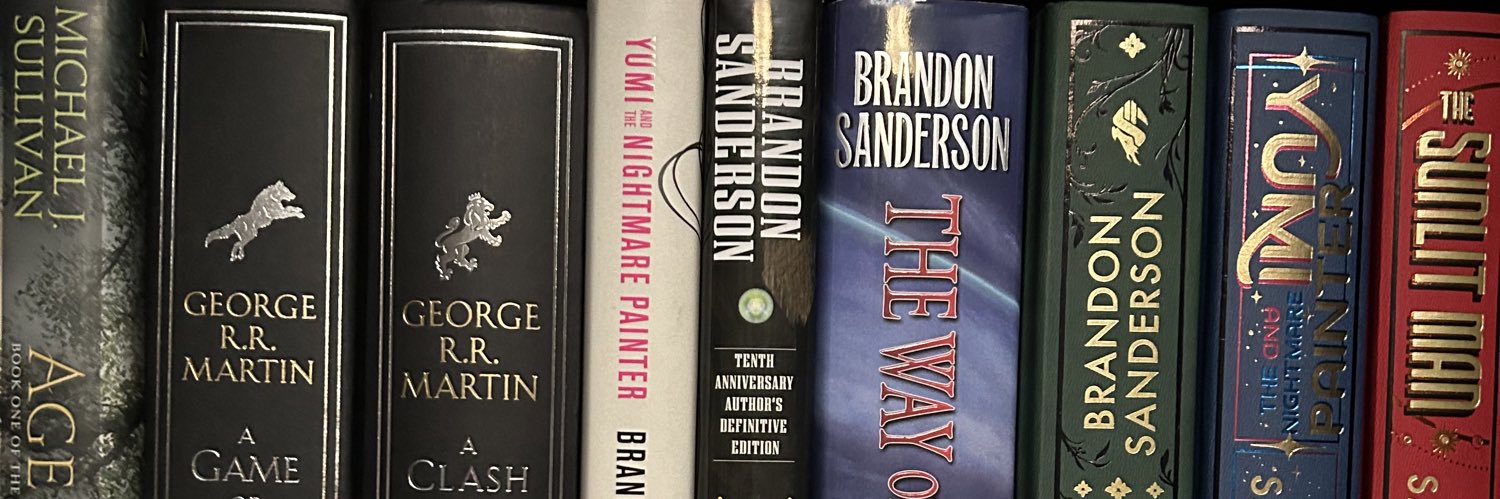 MICHAEL J.
SULLIVAN
AGE
BOOK ONE OF THE
GEORGE
R.R.
MARTIN
A
GAME
GEORGE
R.R.
MARTIN
A
CLASH
YUMI AND THE NIGHTMARE PAINTER BRAN
BRANDON
SANDERSON
TENTH
ANNIVERSARY
AUTHOR'S
DEFINITIVE
EDITION
BRANDON
SANDERSON
THE WAY O
BRANDON
SANDERSON
YUMI
AND THE
NIGHTMARE
PAINTER
S
THE
SUNLIT MAN
S